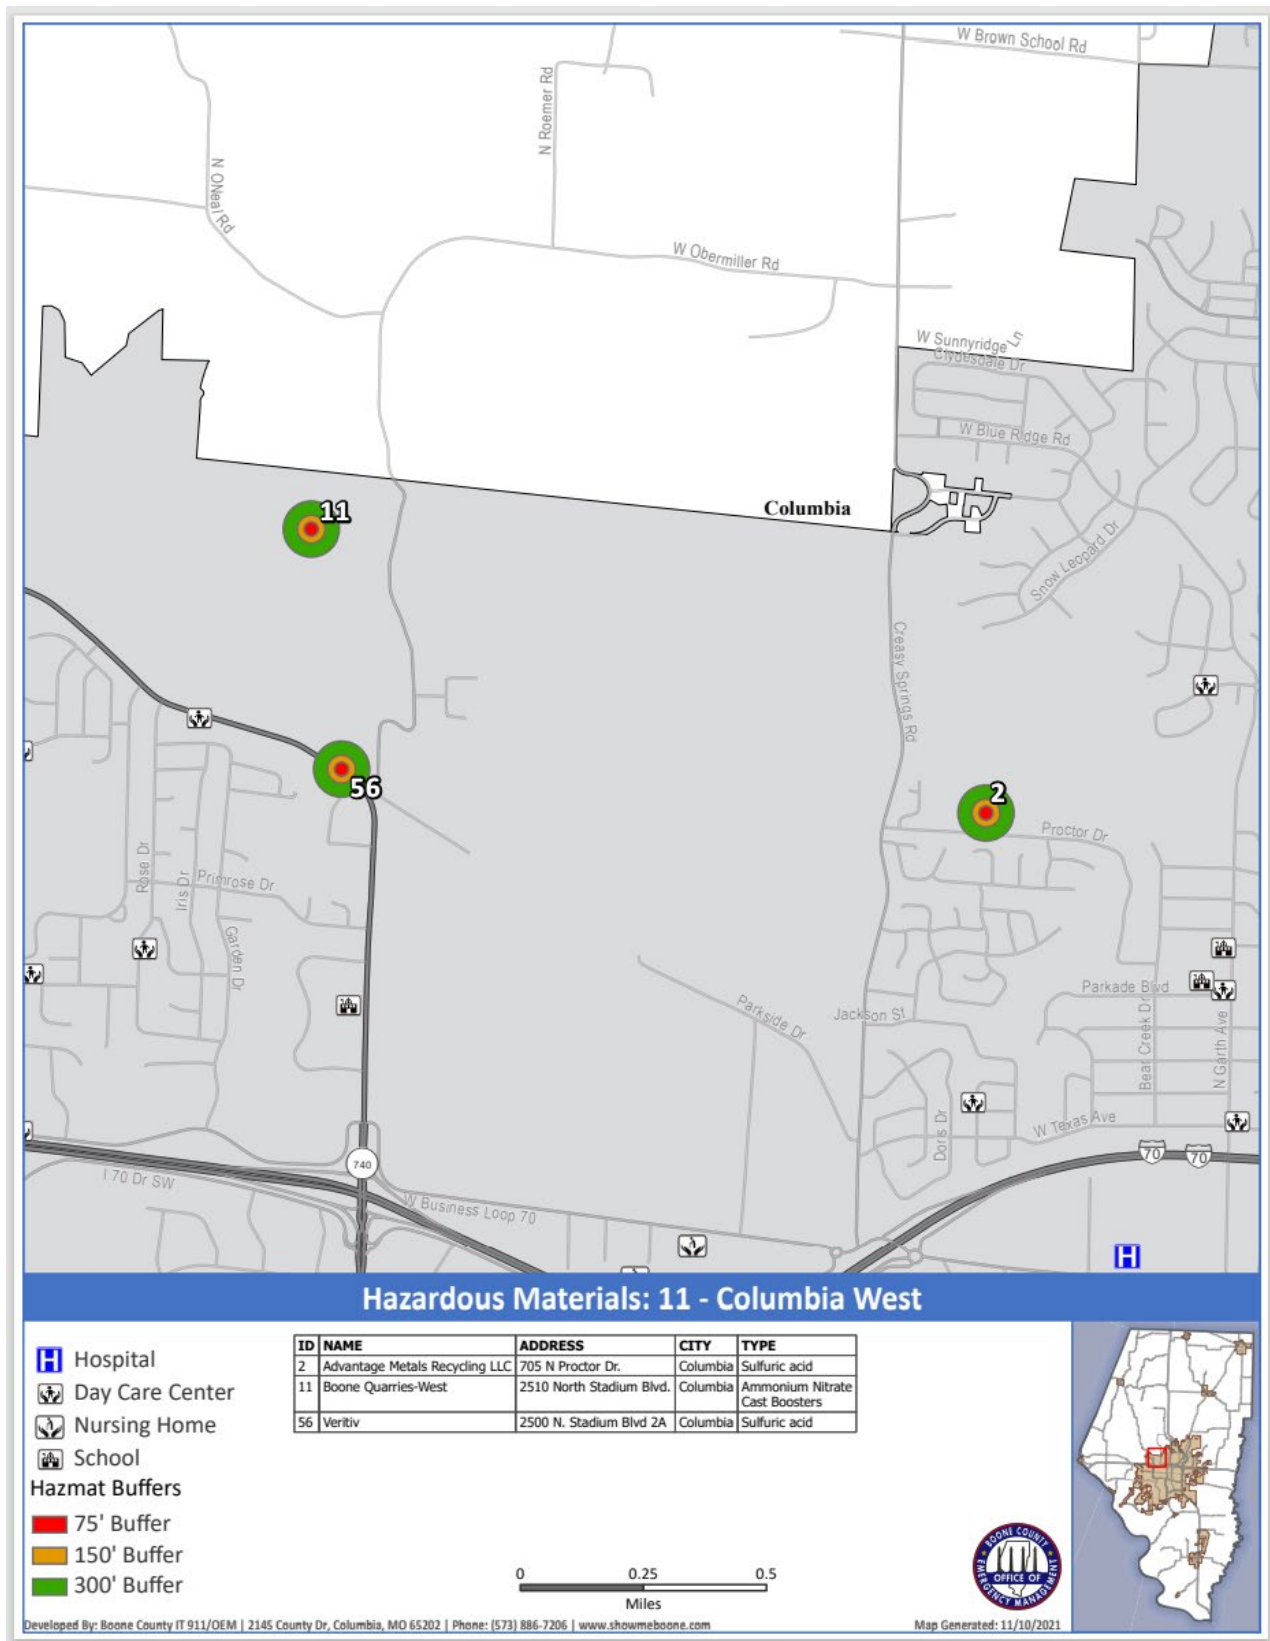 W Brown School Rd
N Roemer Rd
N ONeal Rd
W Obermiller Rd
W Sunnyridge Ln
Clydesdale Dr
W Blue Ridge Rd
11
Columbia
Snow Leopard Dr
Creasy Springs Rd
56
2
Proctor Dr
Rose Dr
Iris Dr
Primrose Dr
Garden Dr
Parkade Blvd
Parkside Dr
Jackson St
Bear Creek Dr
N Garth Ave
Doris Dr
W Texas Ave
740
70
70
I 70 Dr SW
W Business Loop 70
H
Hazardous Materials: 11 - Columbia West
H Hospital
Day Care Center
Nursing Home
School
Hazmat Buffers
75' Buffer
150' Buffer
300' Buffer
ID NAME ADDRESS CITY TYPE
2 Advantage Metals Recycling LLC 705 N Proctor Dr. Columbia Sulfuric acid
11 Boone Quarries-West 2510 North Stadium Blvd. Columbia Ammonium Nitrate
Cast Boosters
56 Veritiv 2500 N. Stadium Blvd 2A Columbia Sulfuric acid
0 0.25 0.5
Miles
BOONE COUNTY
OFFICE OF
EMERGENCY MANAGEMENT
Developed By: Boone County IT 911/OEM | 2145 County Dr, Columbia, MO 65202 | Phone: (573) 886-7206 | www.showmeboone.com
Map Generated: 11/10/2021